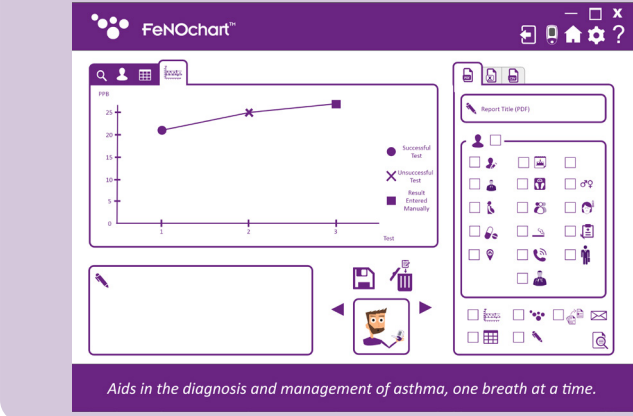 FeNOchart™
PPB
25
20
15
10
5
0
1
2
3
Test
Successful
Test
Unsuccessful
Test
Result
Entered
Manually
Report Title (PDF)
Aids in the diagnosis and management of asthma, one breath at a time.